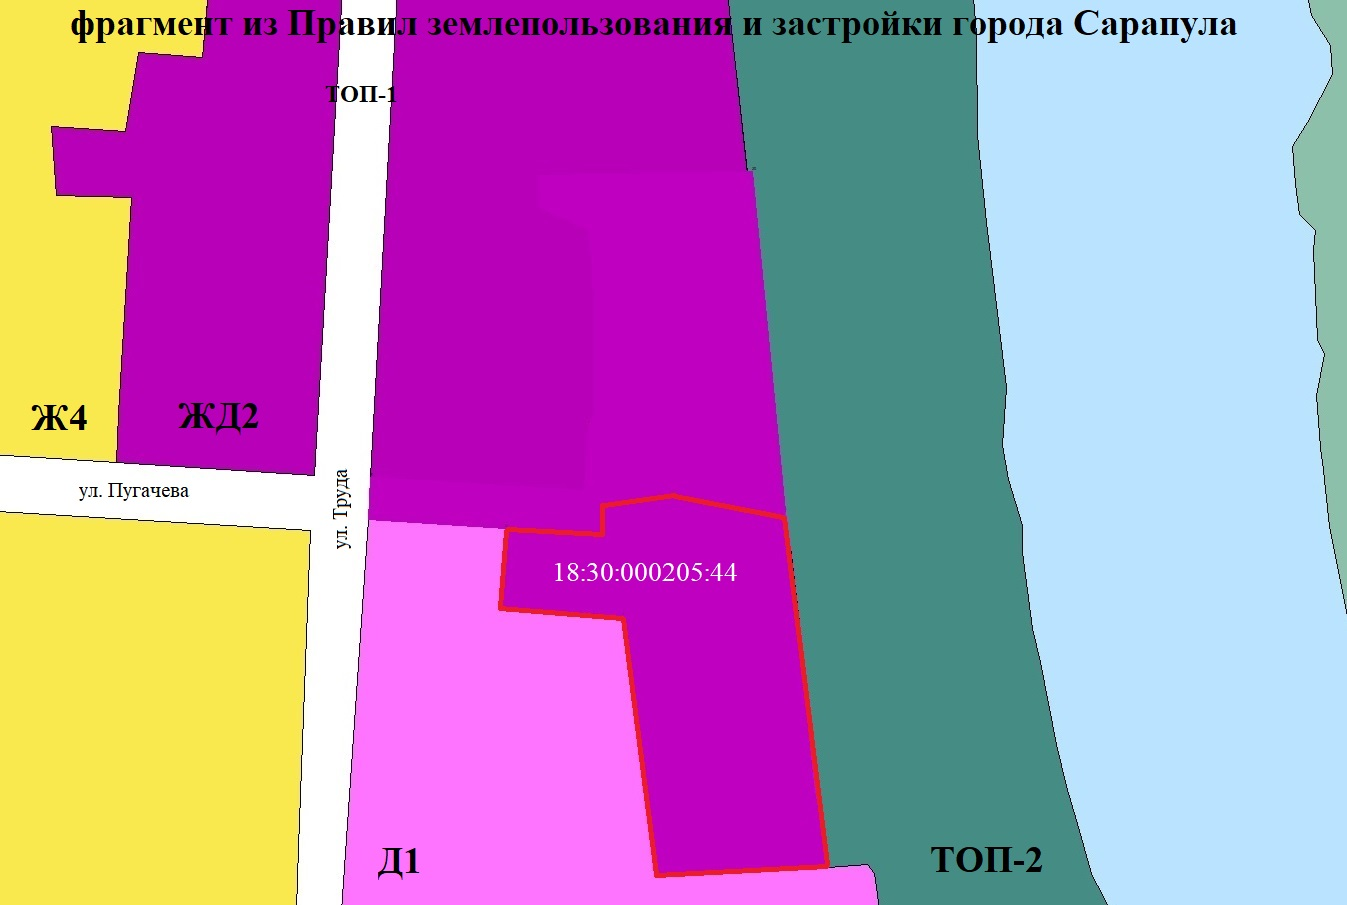 фрагмент из Правил землепользования и застройки города Сарапула
ТОП-1
Ж4
ЖД2
ул. Пугачева
ул. Труда
18:30:000205:44
Д1
ТОП-2